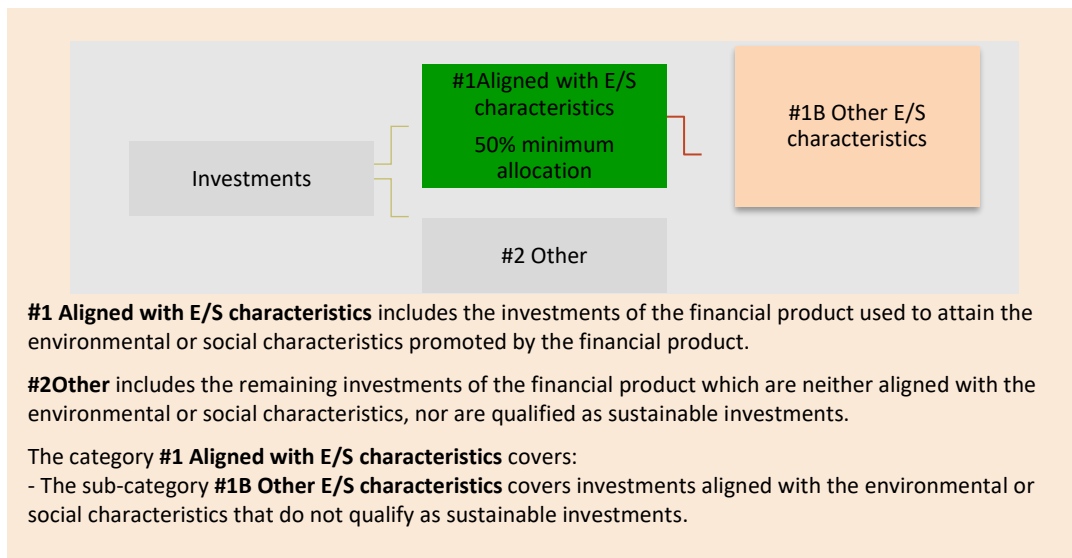 #1Aligned with E/S
characteristics
50% minimum
allocation
#1B Other E/S
characteristics
Investments
#2 Other
#1 Aligned with E/S characteristics includes the investments of the financial product used to attain the
environmental or social characteristics promoted by the financial product.
#2Other includes the remaining investments of the financial product which are neither aligned with the
environmental or social characteristics, nor are qualified as sustainable investments.
The category #1 Aligned with E/S characteristics covers:
- The sub-category #1B Other E/S characteristics covers investments aligned with the environmental or
social characteristics that do not qualify as sustainable investments.